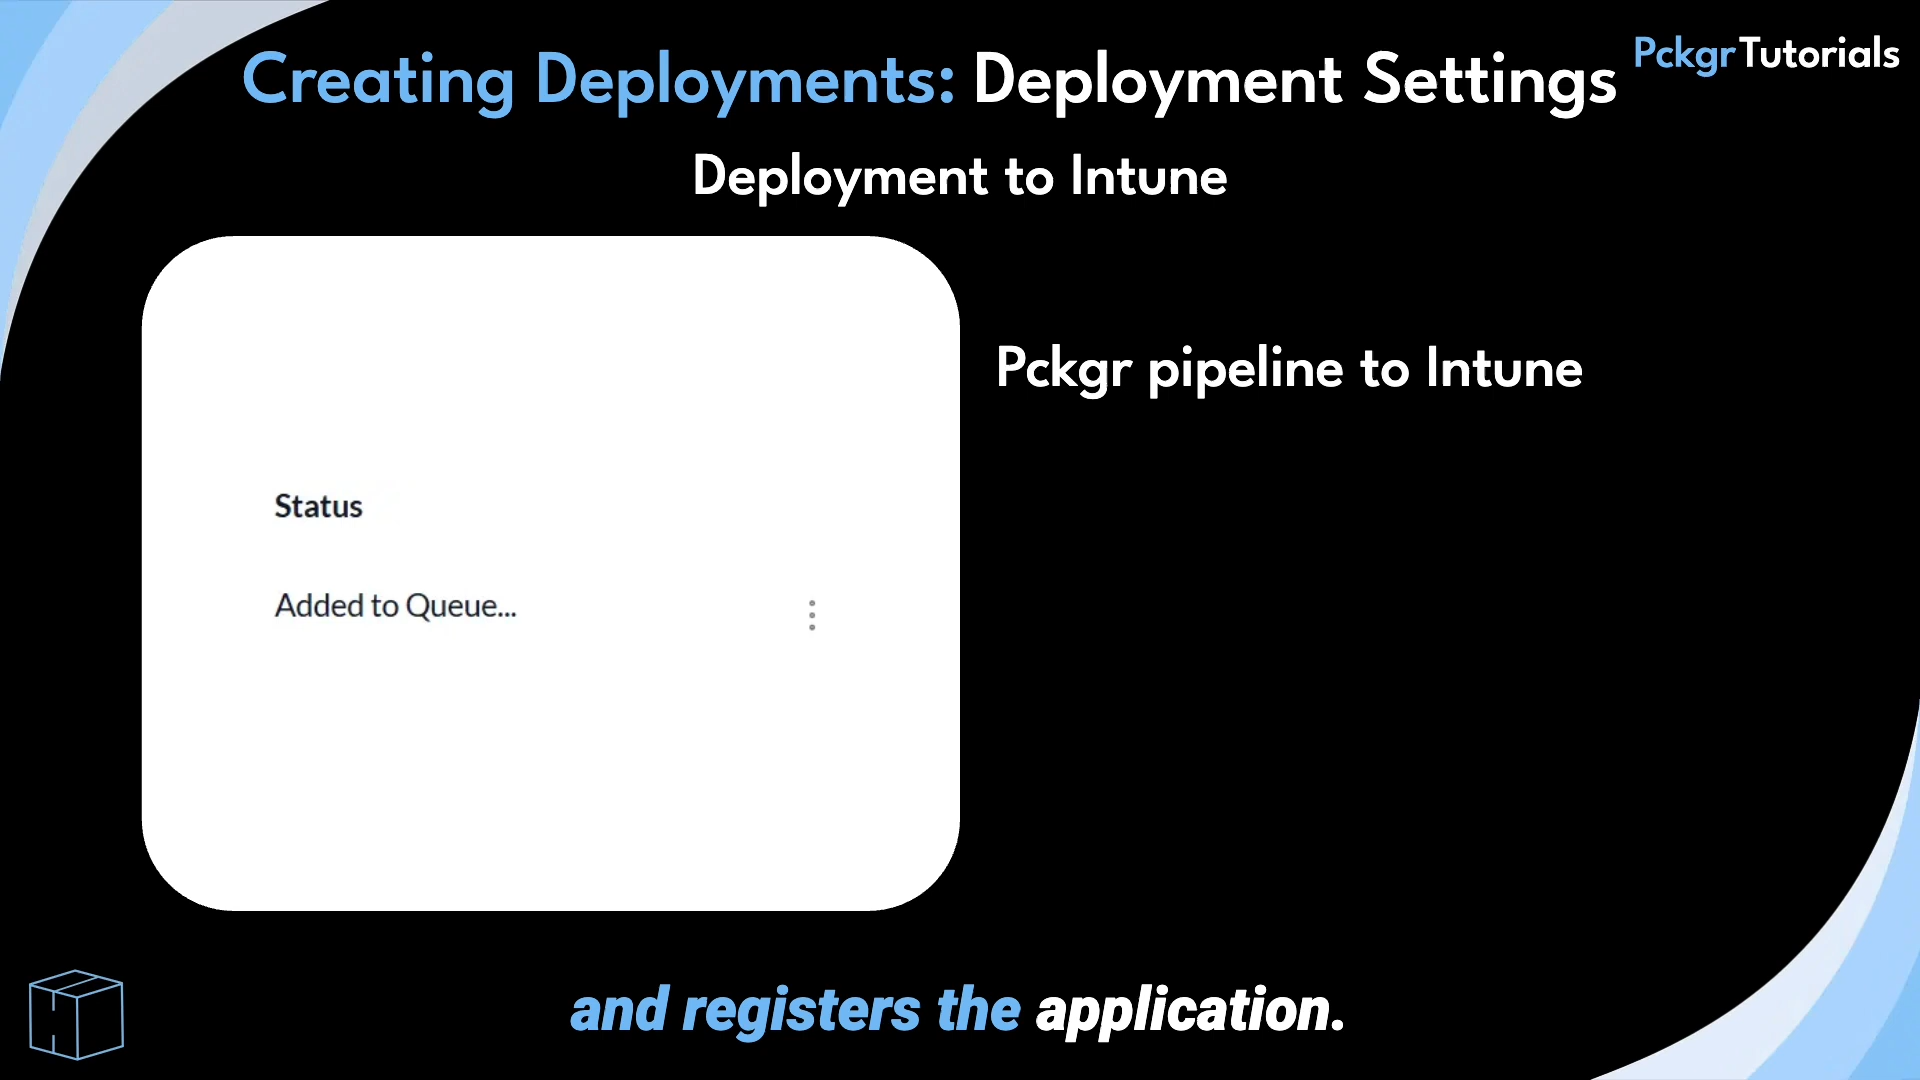 Creating Deployments: Deployment Settings
PckgrTutorials
Deployment to Intune
Pckgr pipeline to Intune
Status
Added to Queue...
and registers the application.